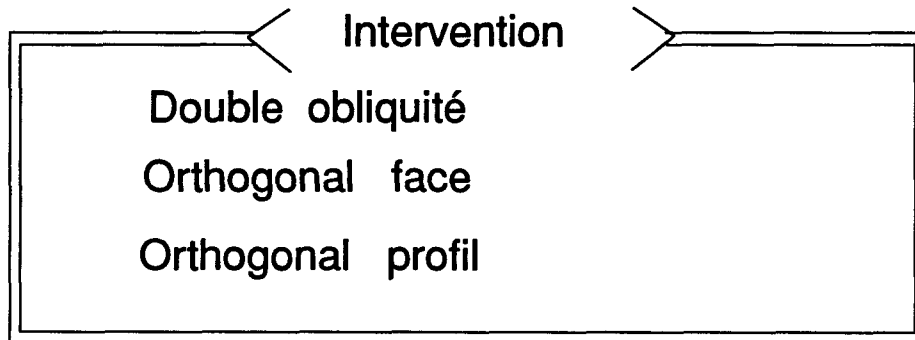 Intervention
Double obliquité
Orthogonal face
Orthogonal profil